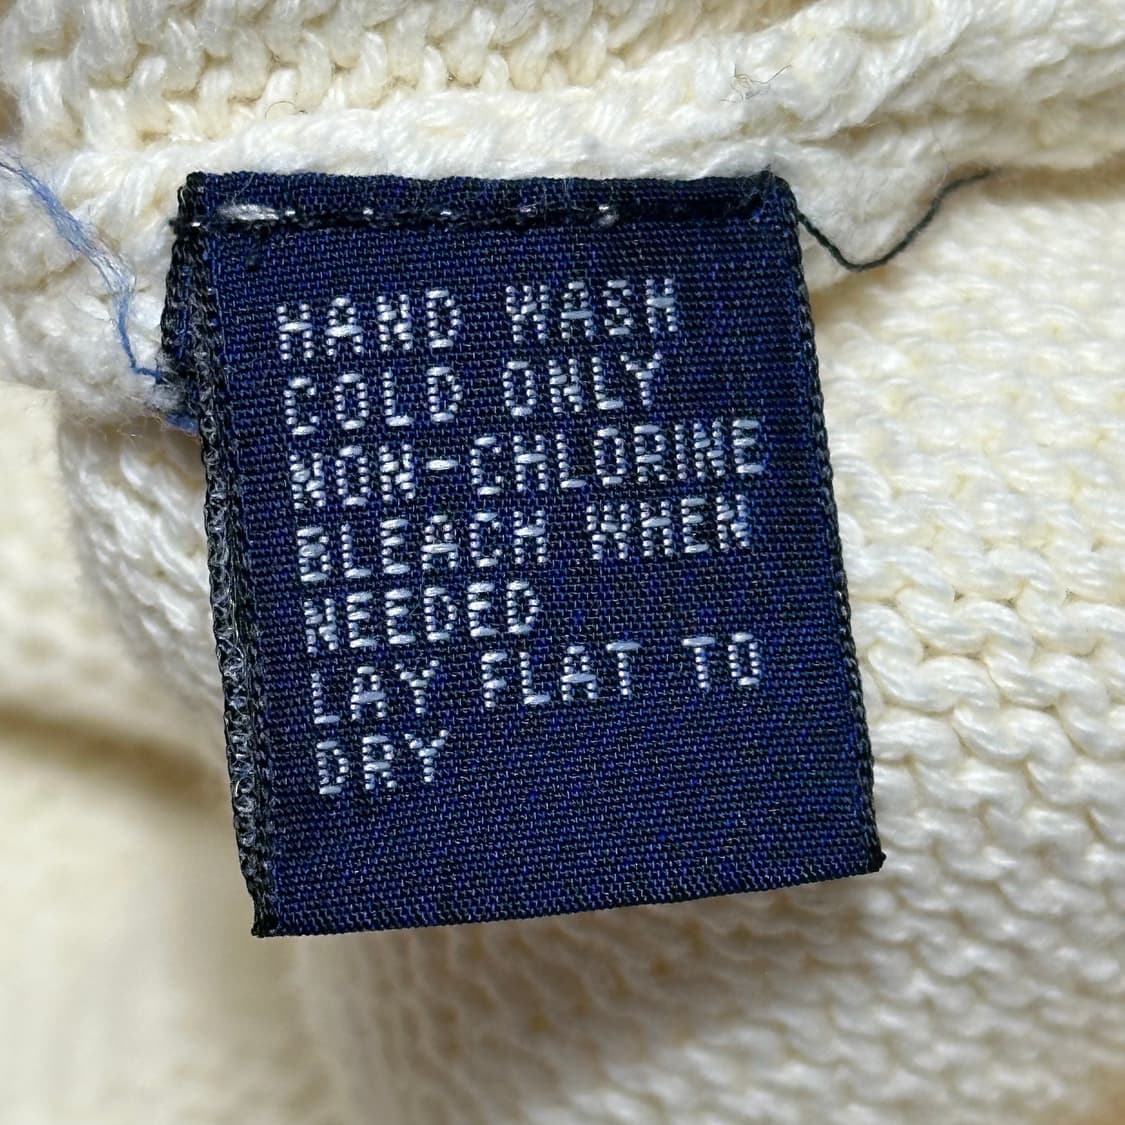 HAND WASH
COLD ONLY
NON-CHLORINE
BLEACH WHEN
NEEDED
LAY FLAT TO
DRY